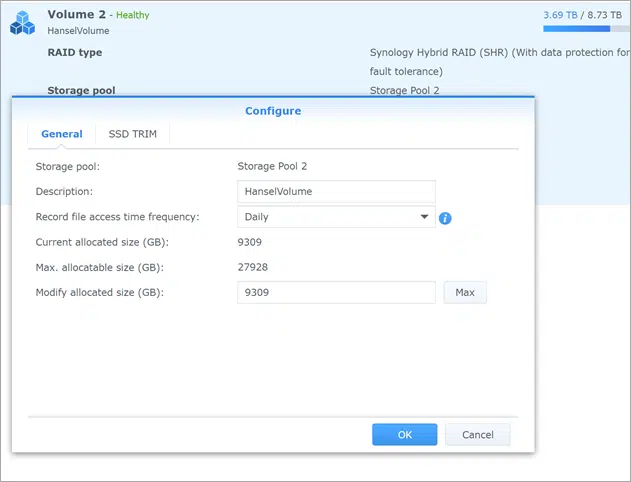 Volume 2 - Healthy
3.69 TB / 8.73 TB
HanselVolume
RAID type
Synology Hybrid RAID (SHR) (With data protection for
fault tolerance)
Storage pool
Storage Pool 2
Configure
General
SSD TRIM
Storage pool:
Storage Pool 2
Description:
HanselVolume
Record file access time frequency:
Daily
i
Current allocated size (GB):
9309
Max. allocatable size (GB):
27928
Modify allocated size (GB):
9309
Max
OK
Cancel